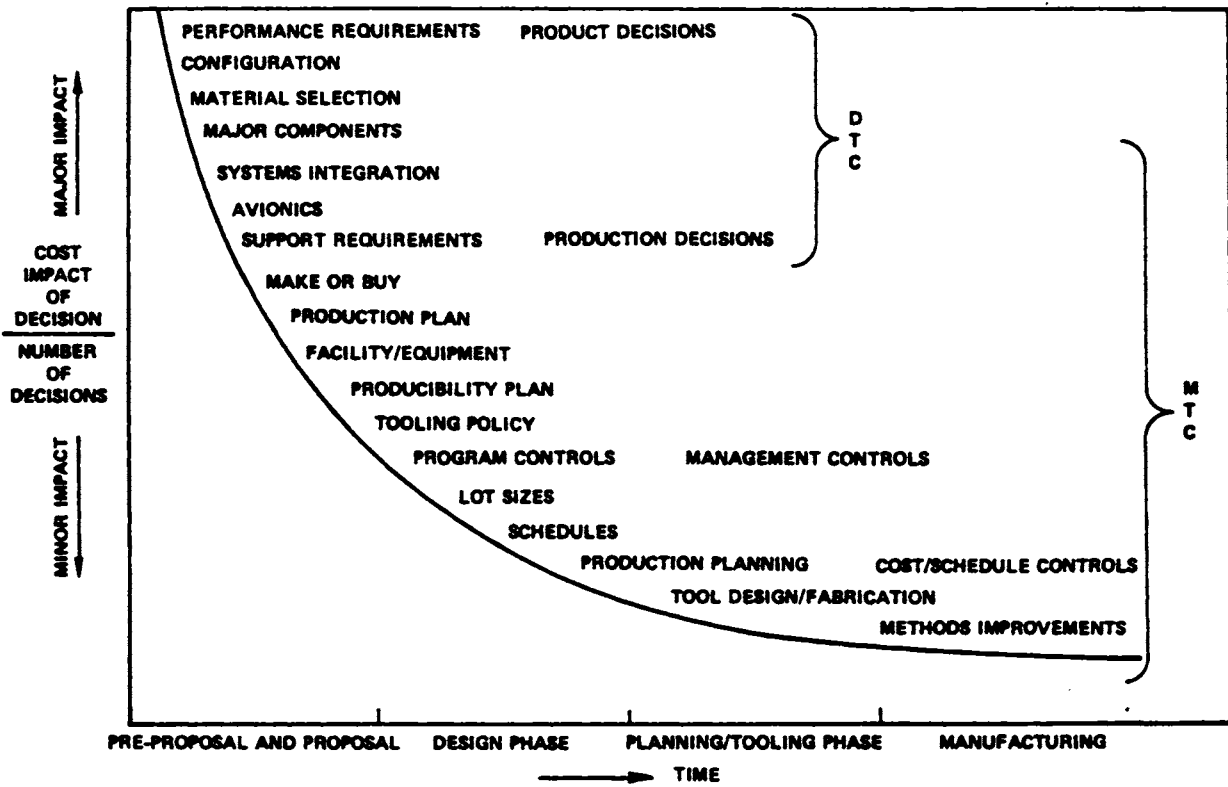 PERFORMANCE REQUIREMENTS PRODUCT DECISIONS
CONFIGURATION
MATERIAL SELECTION
MAJOR COMPONENTS
SYSTEMS INTEGRATION
AVIONICS
SUPPORT REQUIREMENTS PRODUCTION DECISIONS
MAKE OR BUY
PRODUCTION PLAN
FACILITY/EQUIPMENT
PRODUCIBILITY PLAN
TOOLING POLICY
PROGRAM CONTROLS MANAGEMENT CONTROLS
LOT SIZES
SCHEDULES
PRODUCTION PLANNING COST/SCHEDULE CONTROLS
TOOL DESIGN/FABRICATION
METHODS IMPROVEMENTS
DTC
MTC
MAJOR IMPACT
COST
IMPACT
OF
DECISION
NUMBER
OF
DECISIONS
MINOR IMPACT
PRE-PROPOSAL AND PROPOSAL DESIGN PHASE PLANNING/TOOLING PHASE MANUFACTURING
TIME